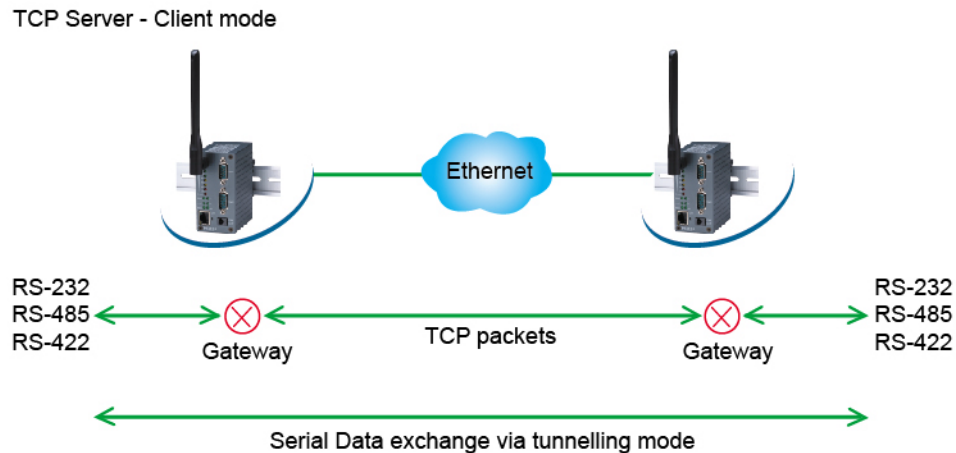 TCP Server - Client mode
Ethernet
RS-232
RS-485
RS-422
Gateway
TCP packets
Gateway
RS-232
RS-485
RS-422
Serial Data exchange via tunnelling mode